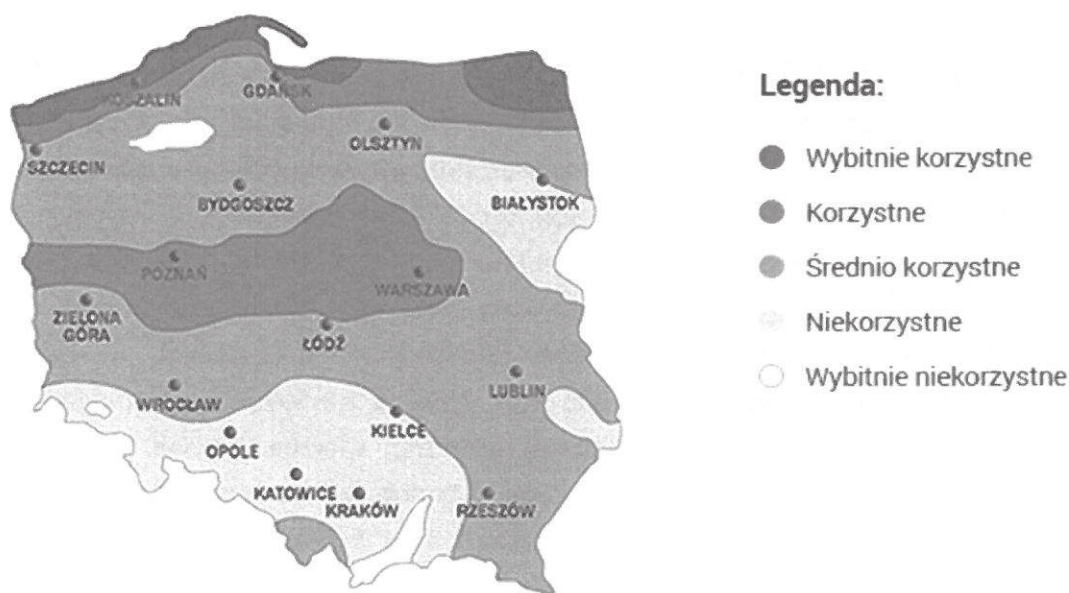 KOSZALIN
GDAŃSK
OLSZTYN
SZCZECIN
BYDGOSZCZ
BIAŁYSTOK
POZNAŃ
WARSZAWA
ZIELONA
GÓRA
ŁÓDŹ
LUBLIN
WROCŁAW
KIELCE
OPOLE
KATOWICE
KRAKÓW
RZESZÓW
Legenda:
Wybitnie korzystne
Korzystne
Średnio korzystne
Niekorzystne
Wybitnie niekorzystne